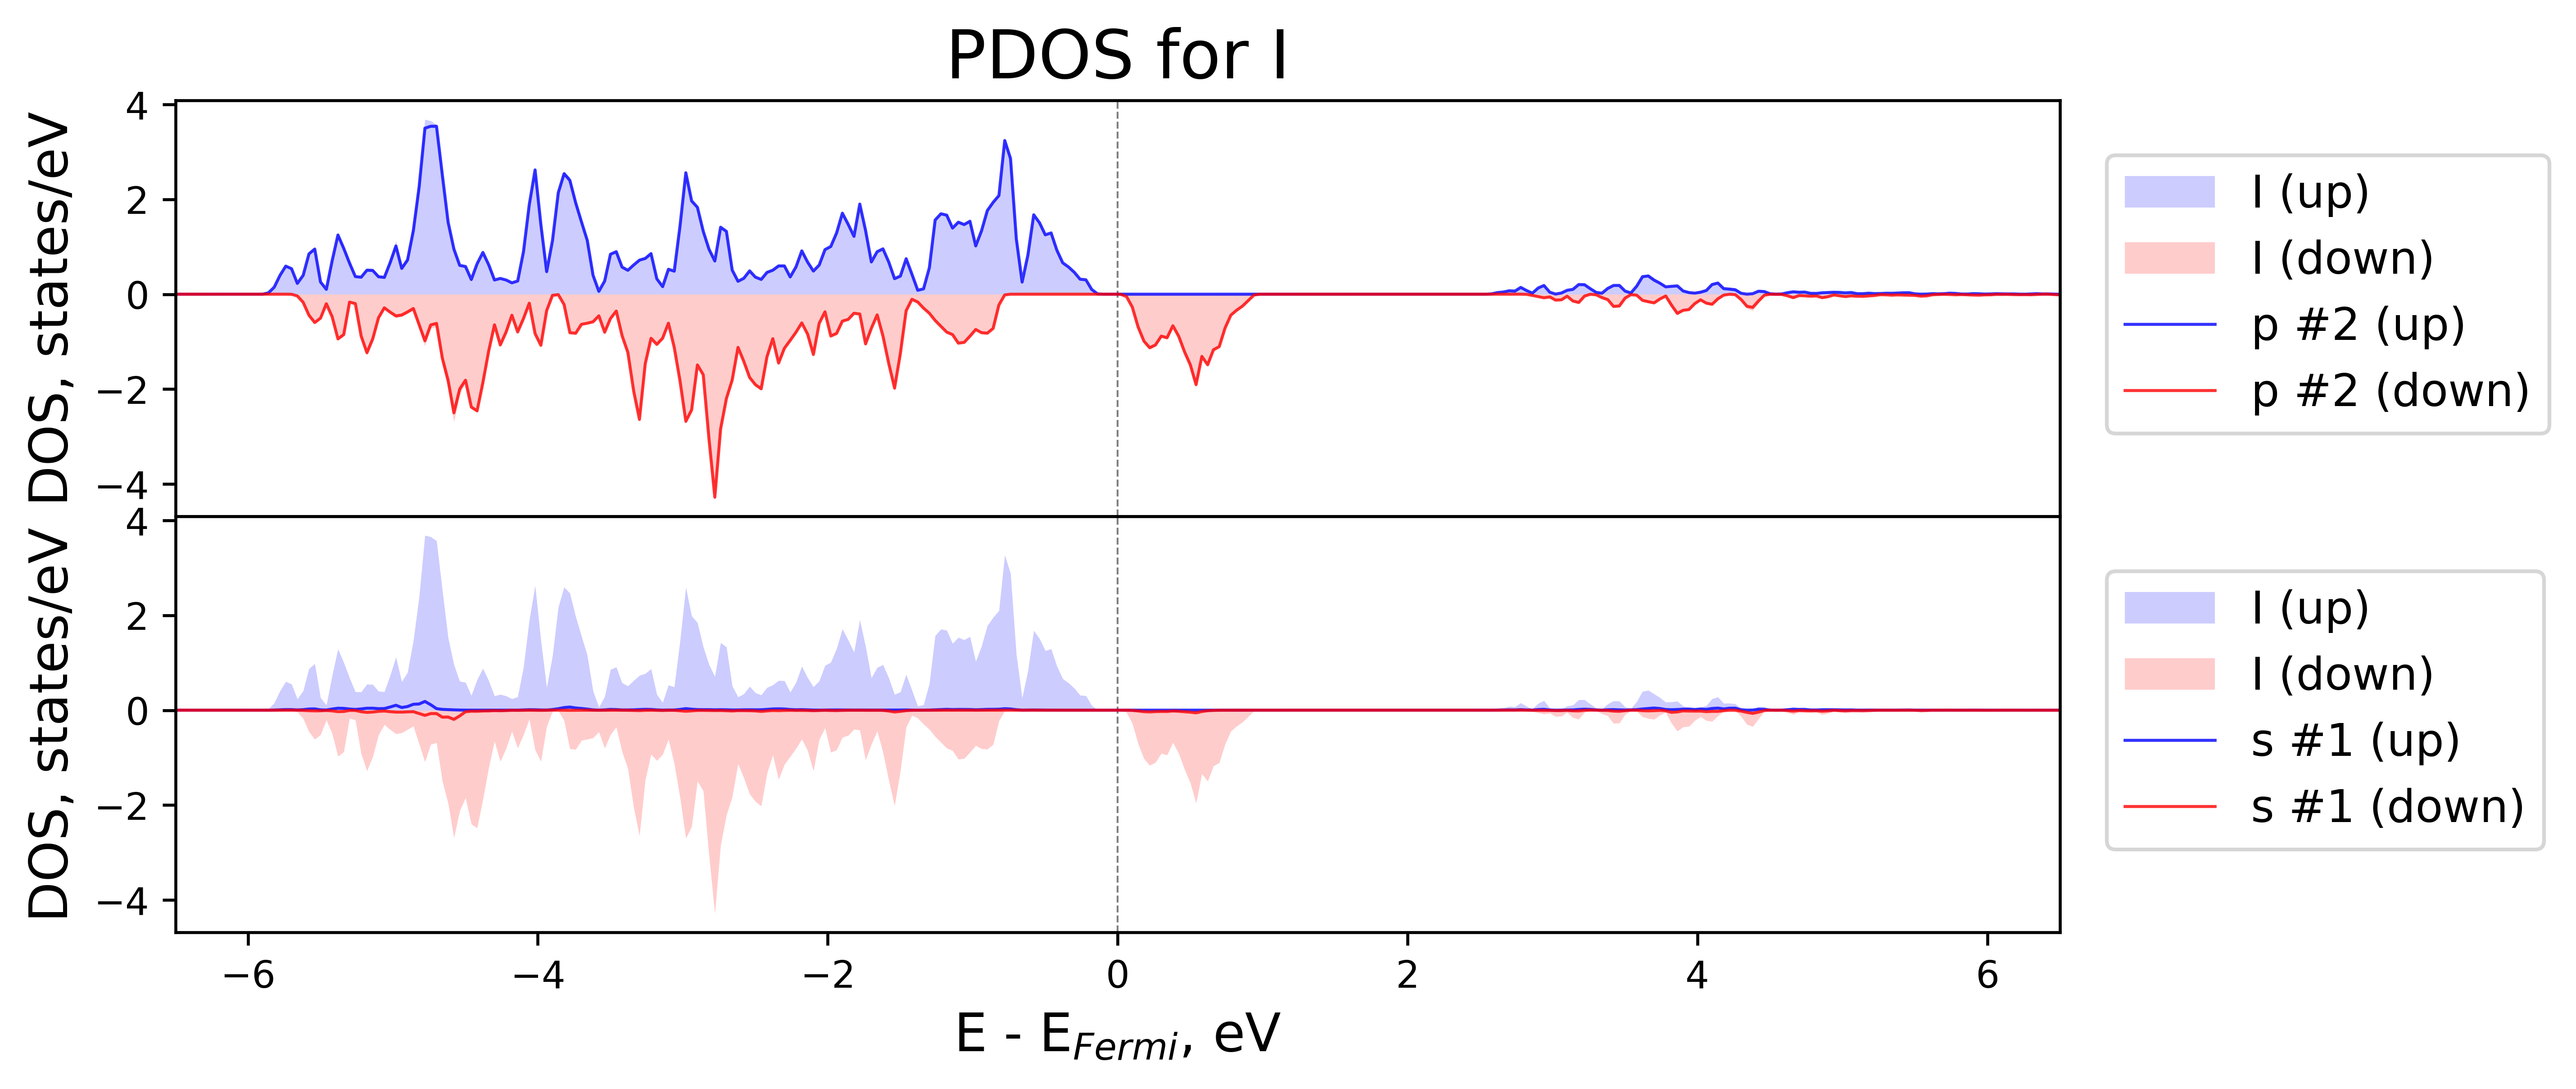 PDOS for I
DOS, states/eV
4
2
0
−2
−4
I (up)
I (down)
p #2 (up)
p #2 (down)
DOS, states/eV
4
2
0
−2
−4
I (up)
I (down)
s #1 (up)
s #1 (down)
−6 −4 −2 0 2 4 6
E - E_Fermi, eV